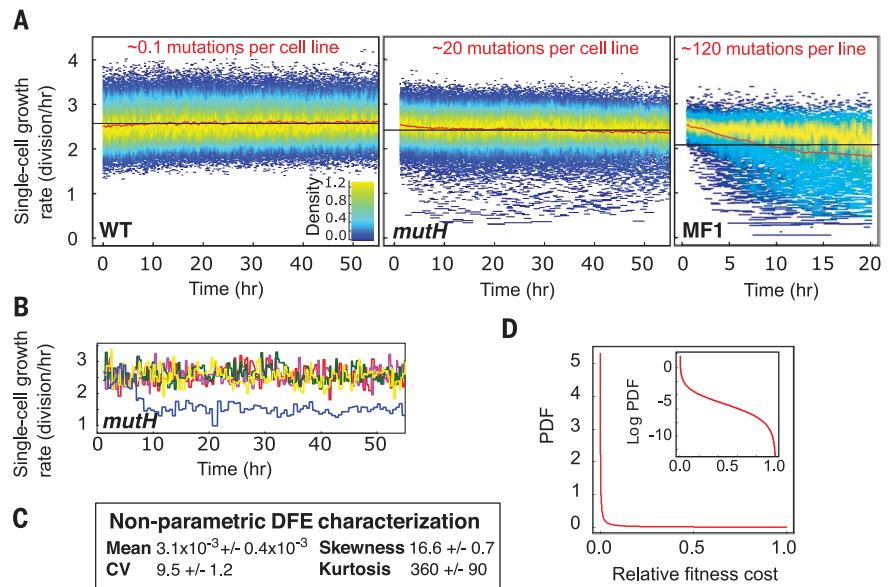 A
~0.1 mutations per cell line
~20 mutations per cell line
~120 mutations per line
Single-cell growth
rate (division/hr)
4
3
2
1
0
Density
1.2
0.8
0.4
0.0
WT
mutH
MF1
0 10 20 30 40 50
0 10 20 30 40 50
0 5 10 15 20
Time (hr)
Time (hr)
Time (hr)
B
Single-cell growth
rate (division/hr)
3
2
1
mutH
0 10 20 30 40 50
Time (hr)
C
Non-parametric DFE characterization
Mean 3.1x10⁻³ +/- 0.4x10⁻³ Skewness 16.6 +/- 0.7
CV 9.5 +/- 1.2 Kurtosis 360 +/- 90
D
PDF
5
4
3
2
1
0
Log PDF
0
-5
-10
0.0 0.5 1.0
0.0 0.5 1.0
Relative fitness cost